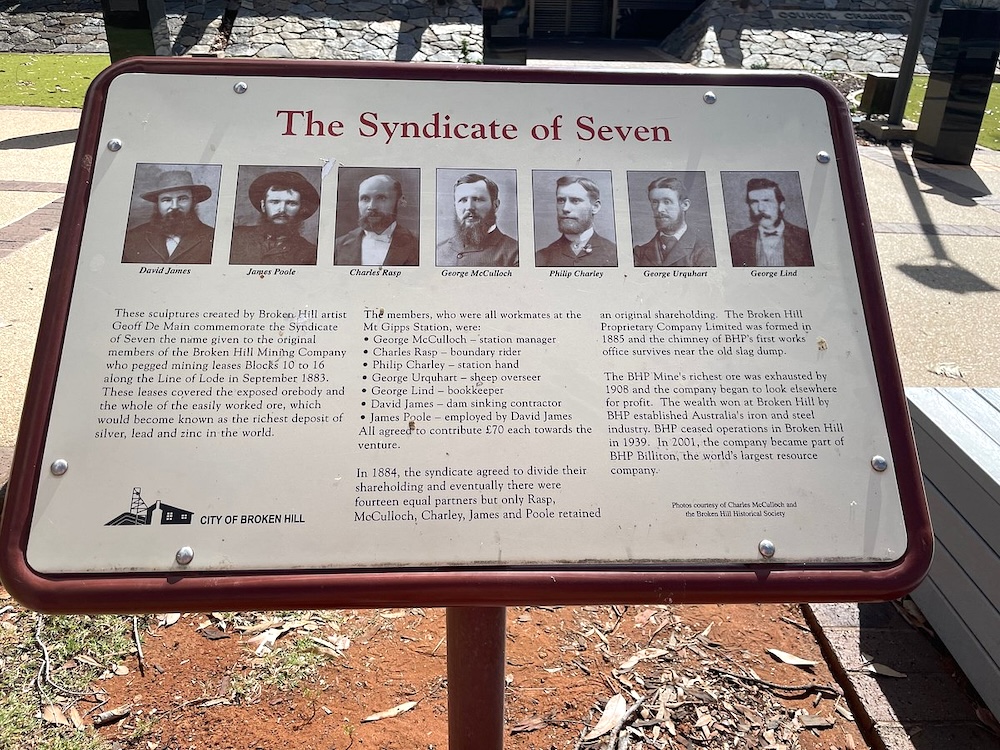 COUNCIL CHAMBERS
The Syndicate of Seven
David James
James Poole
Charles Rasp
George McCulloch
Philip Charley
George Urquhart
George Lind
These sculptures created by Broken Hill artist
Geoff De Main commemorate the Syndicate
of Seven the name given to the original
members of the Broken Hill Mining Company
who pegged mining leases Blocks 10 to 16
along the Line of Lode in September 1883.
These leases covered the exposed orebody and
the whole of the easily worked ore, which
would become known as the richest deposit of
silver, lead and zinc in the world.
CITY OF BROKEN HILL
The members, who were all workmates at the
Mt Gipps Station, were:
• George McCulloch – station manager
• Charles Rasp – boundary rider
• Philip Charley – station hand
• George Urquhart – sheep overseer
• George Lind – bookkeeper
• David James – dam sinking contractor
• James Poole – employed by David James
All agreed to contribute £70 each towards the
venture.
In 1884, the syndicate agreed to divide their
shareholding and eventually there were
fourteen equal partners but only Rasp,
McCulloch, Charley, James and Poole retained
an original shareholding. The Broken Hill
Proprietary Company Limited was formed in
1885 and the chimney of BHP's first works
office survives near the old slag dump.
The BHP Mine's richest ore was exhausted by
1908 and the company began to look elsewhere
for profit. The wealth won at Broken Hill by
BHP established Australia's iron and steel
industry. BHP ceased operations in Broken Hill
in 1939. In 2001, the company became part of
BHP Billiton, the world's largest resource
company.
Photos courtesy of Charles McCulloch and
the Broken Hill Historical Society